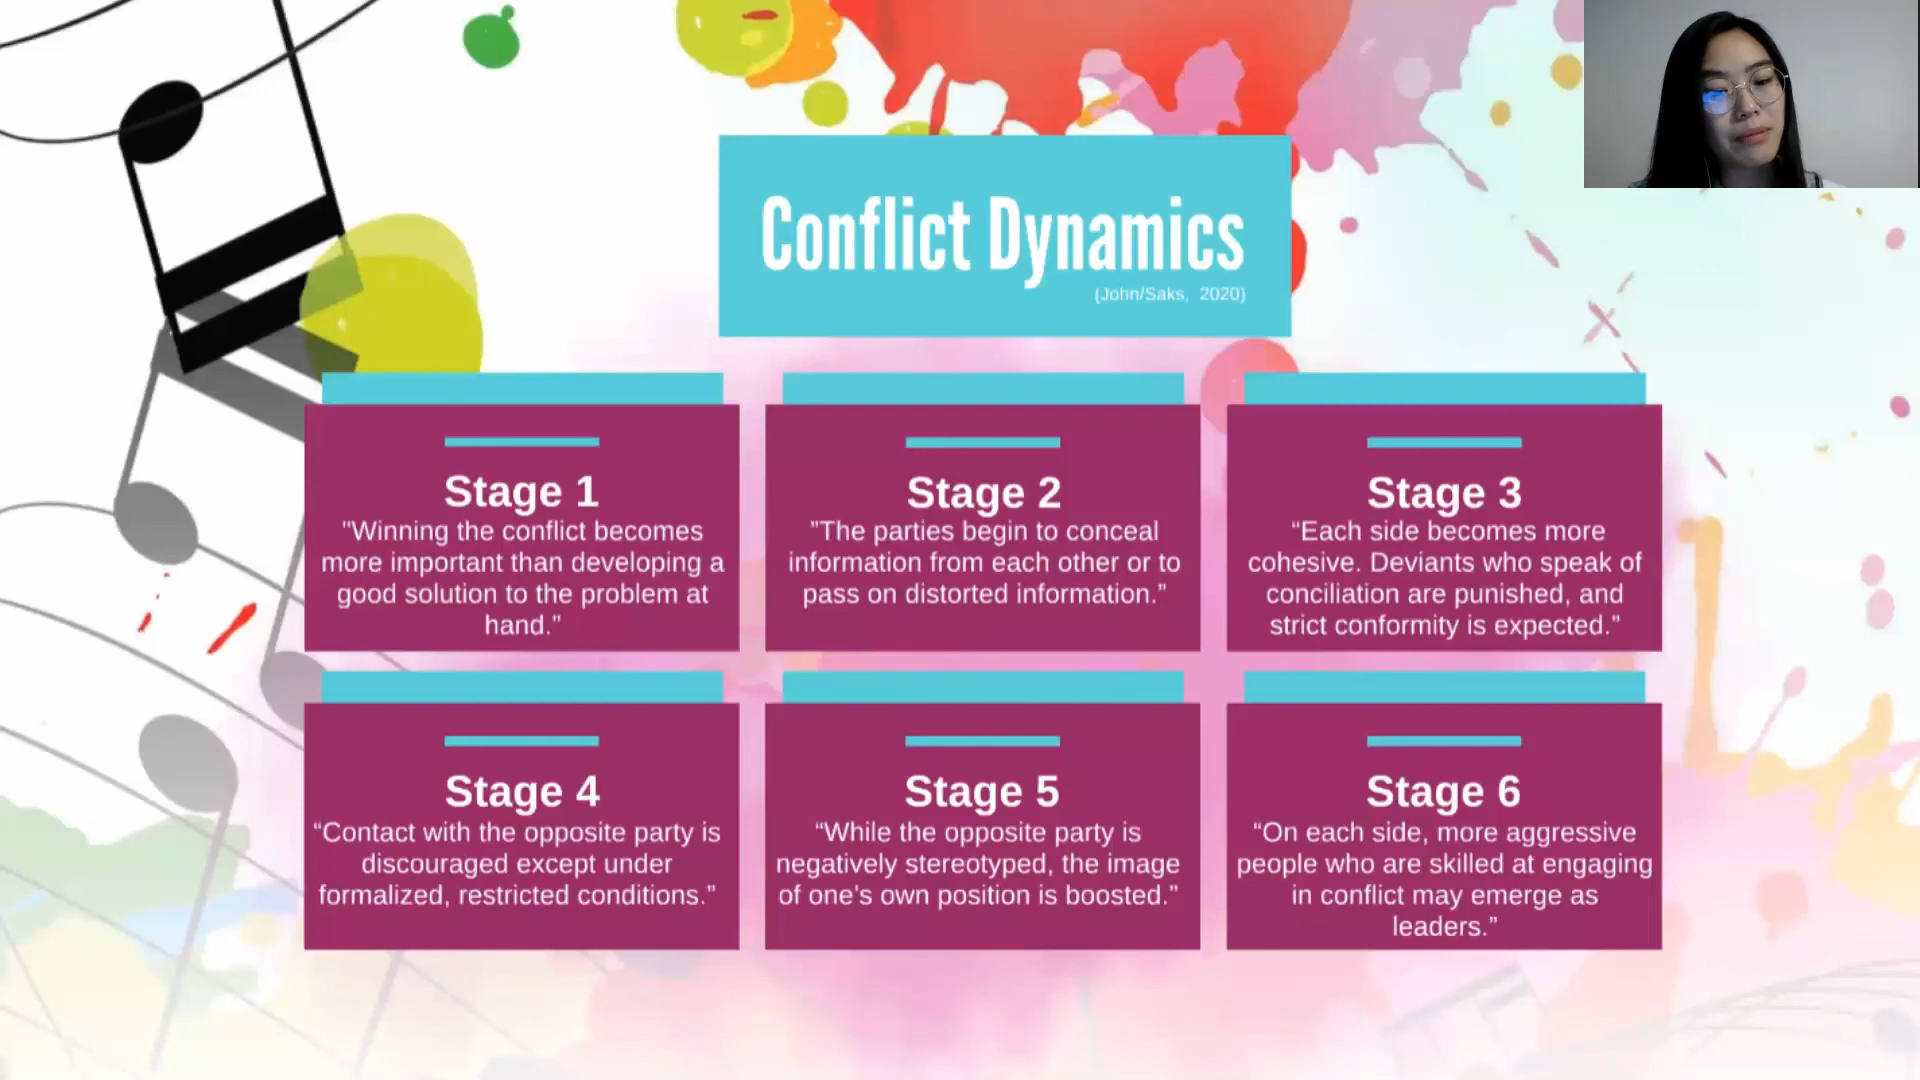 Conflict Dynamics
(John/Saks, 2020)
Stage 1
"Winning the conflict becomes
more important than developing a
good solution to the problem at
hand.”
Stage 2
”The parties begin to conceal
information from each other or to
pass on distorted information.”
Stage 3
“Each side becomes more
cohesive. Deviants who speak of
conciliation are punished, and
strict conformity is expected.”
Stage 4
“Contact with the opposite party is
discouraged except under
formalized, restricted conditions.”
Stage 5
“While the opposite party is
negatively stereotyped, the image
of one’s own position is boosted.”
Stage 6
“On each side, more aggressive
people who are skilled at engaging
in conflict may emerge as
leaders.”